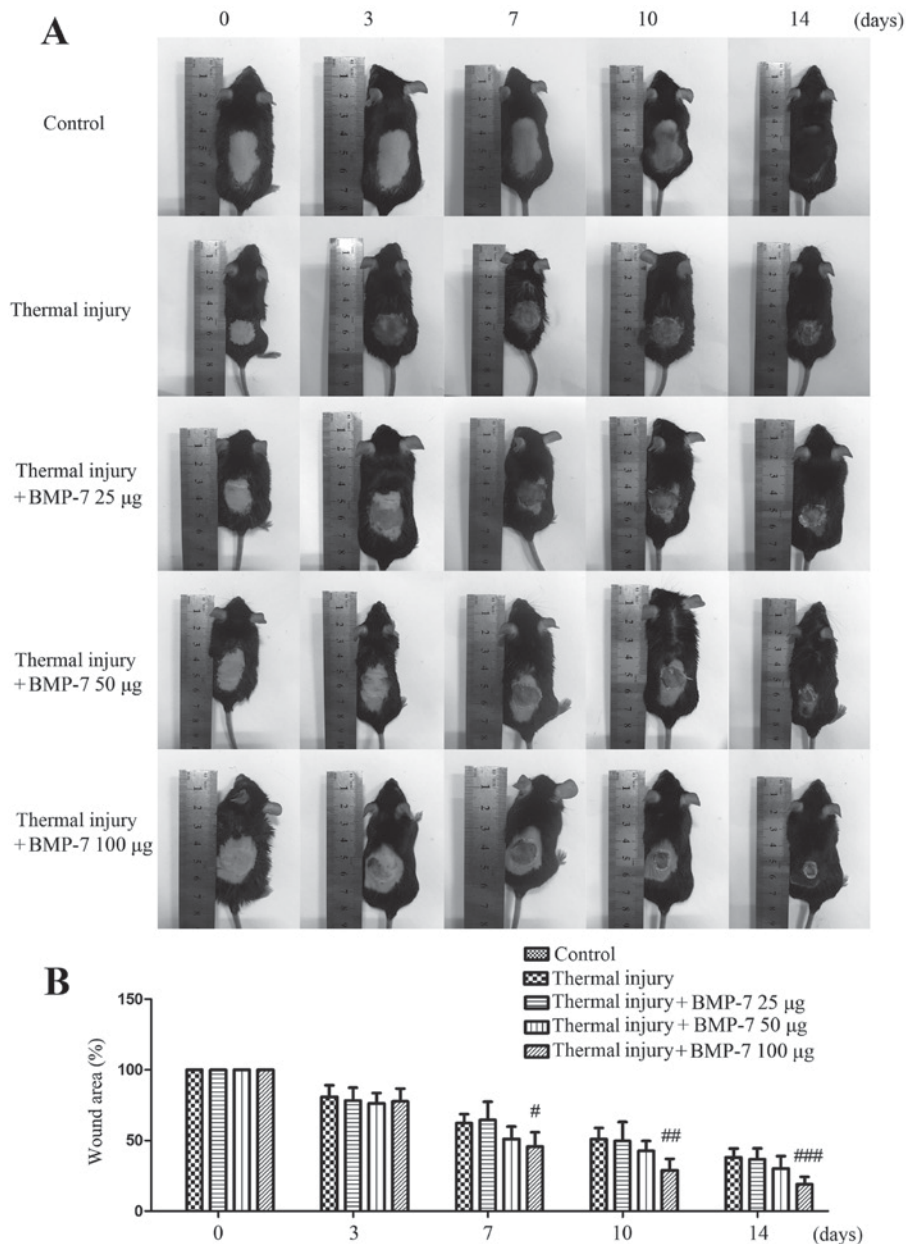 A
0 3 7 10 14 (days)
Control
Thermal injury
Thermal injury
+ BMP-7 25 μg
Thermal injury
+ BMP-7 50 μg
Thermal injury
+ BMP-7 100 μg
B
Control
Thermal injury
Thermal injury + BMP-7 25 μg
Thermal injury + BMP-7 50 μg
Thermal injury + BMP-7 100 μg
Wound area (%)
150
100
50
0
# ## ###
0 3 7 10 14 (days)